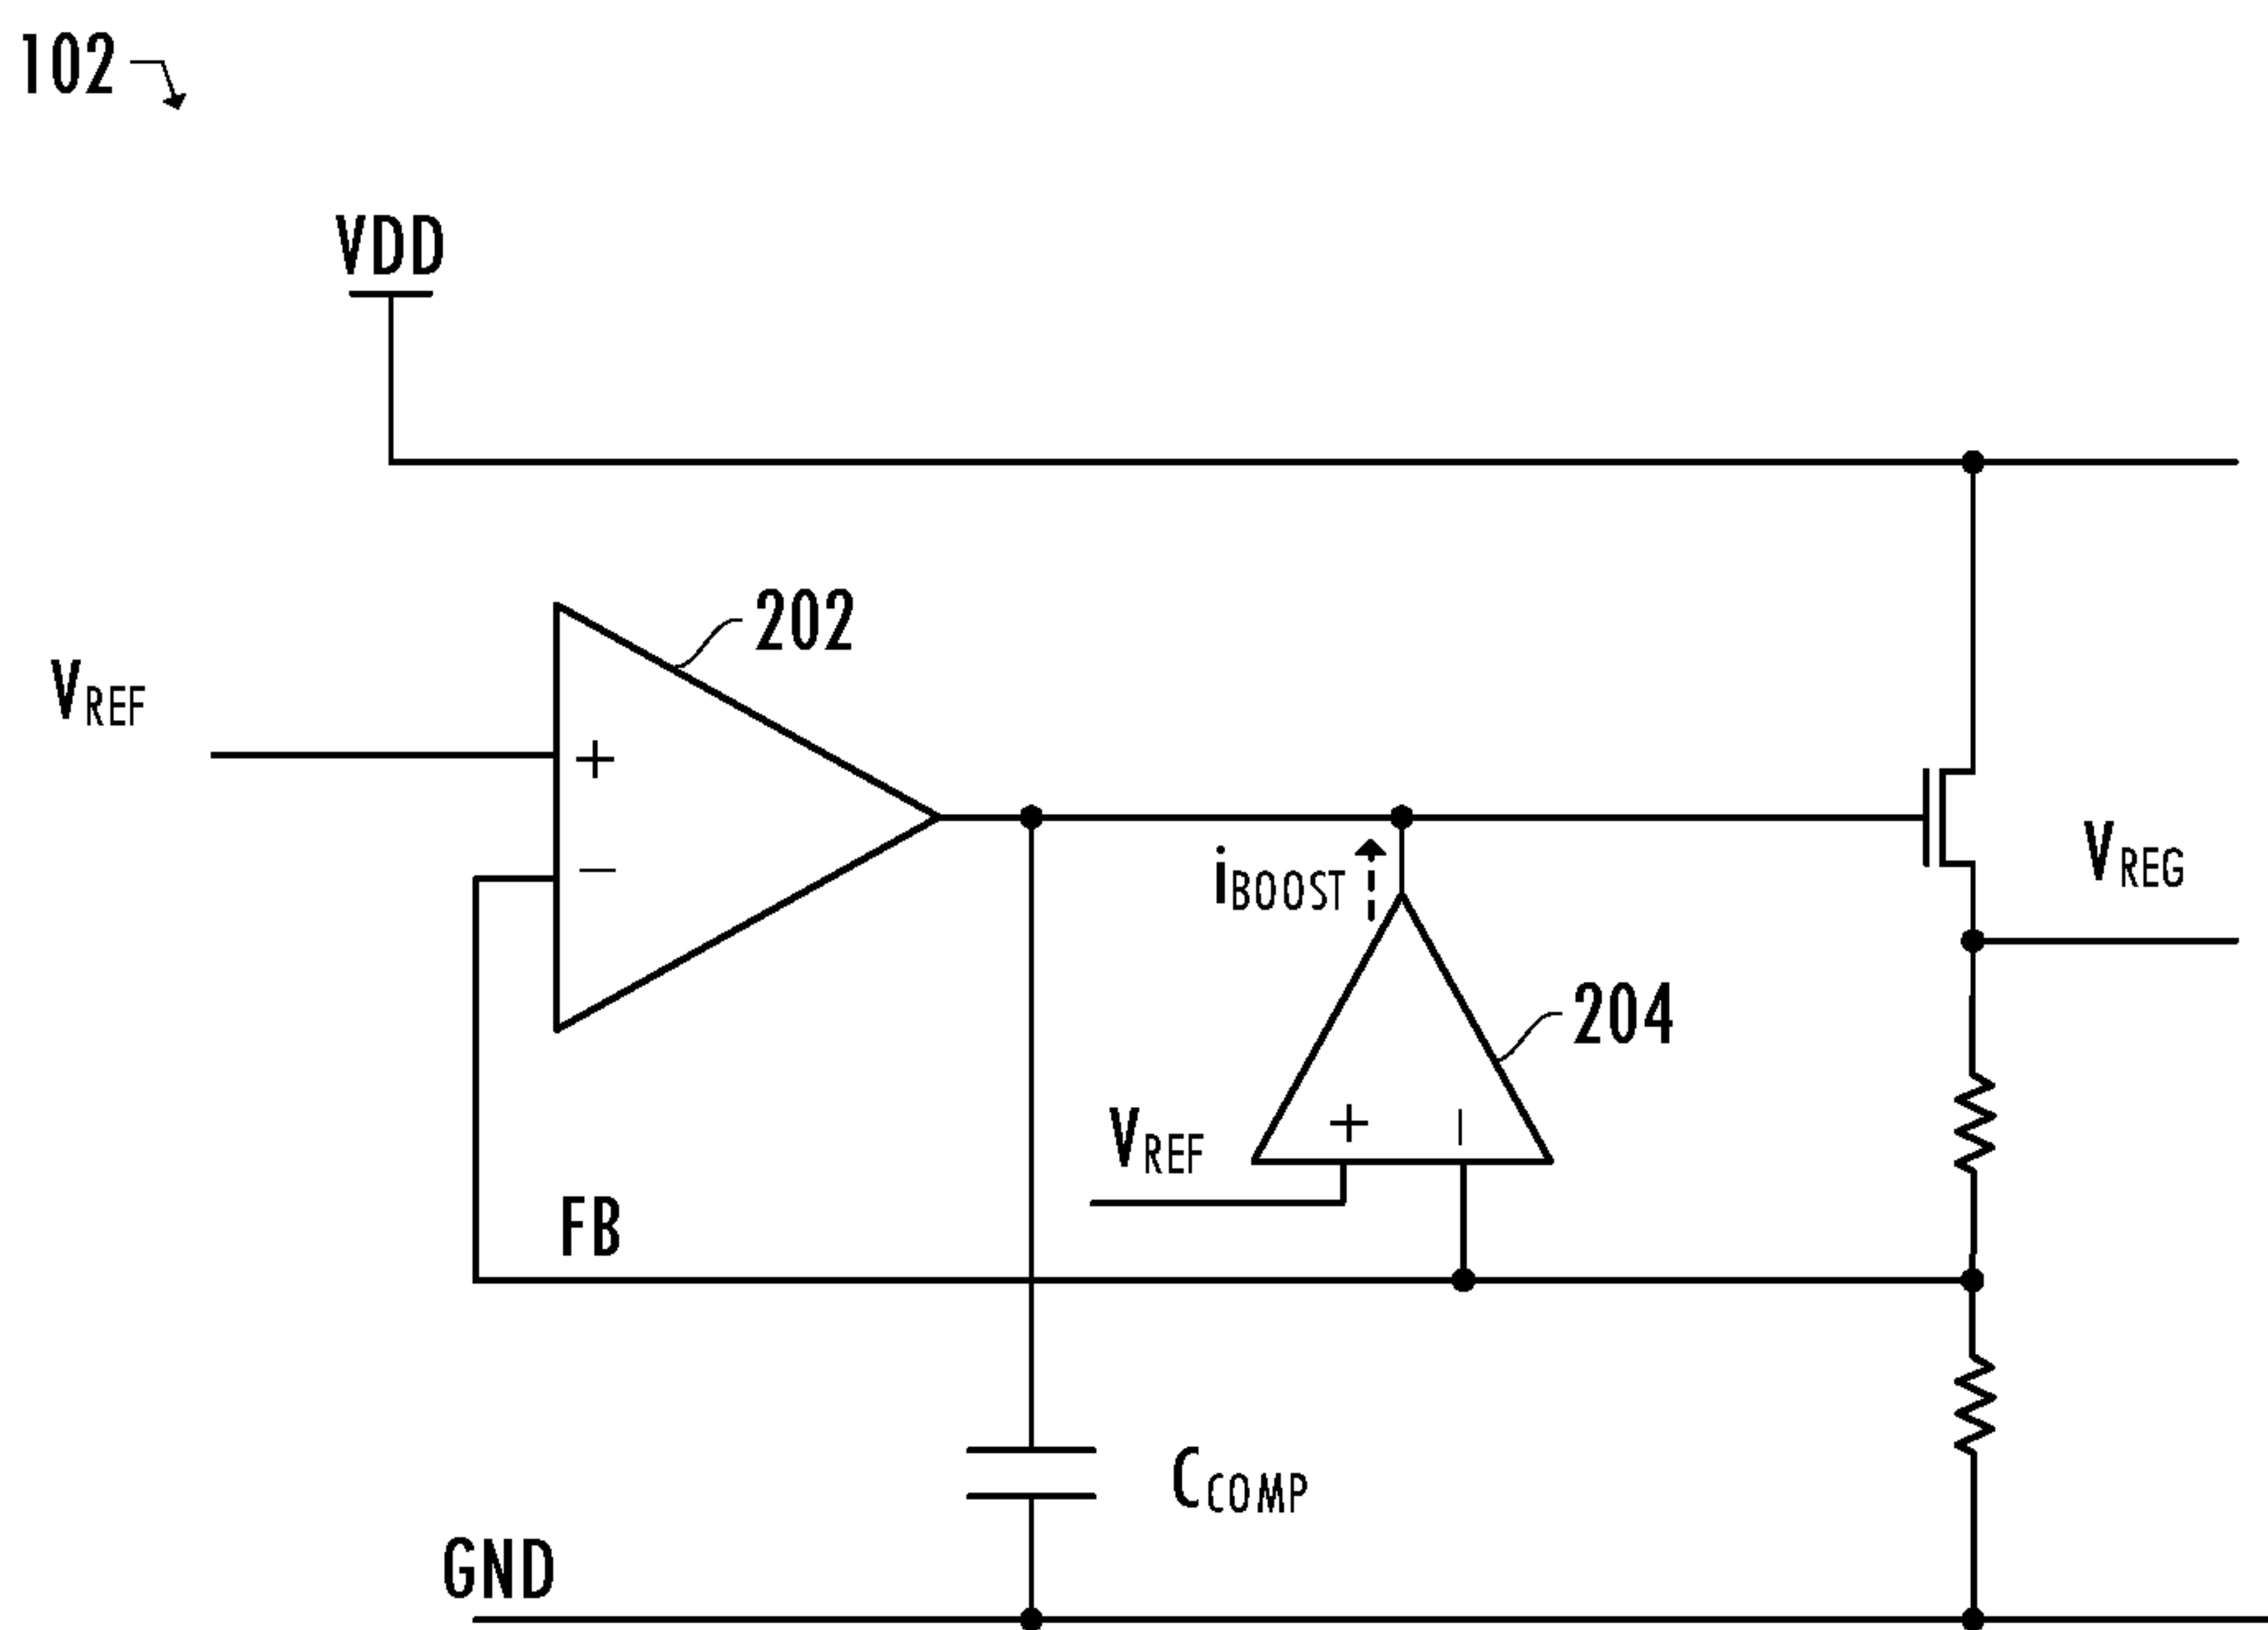 102
VDD
202
VREF
+
−
iBOOST
VREG
204
VREF
+
−
FB
CCOMP
GND